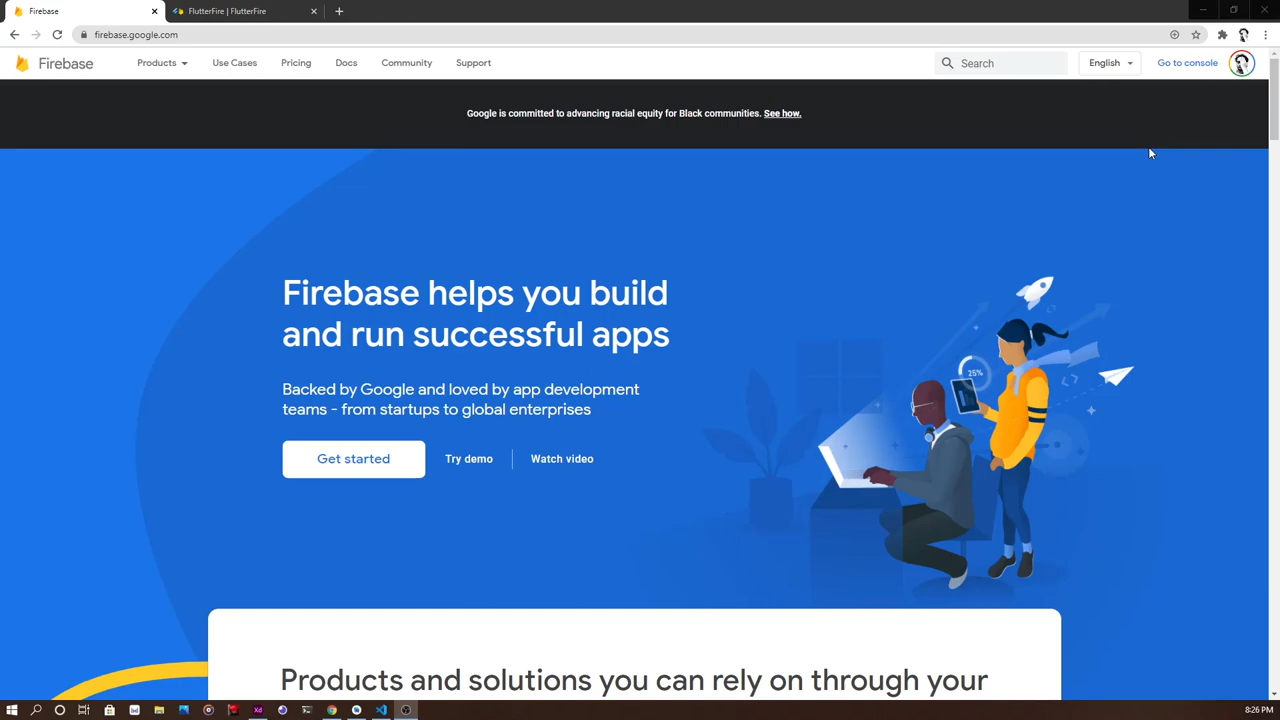 Firebase
FlutterFire | FlutterFire
firebase.google.com
Firebase
Products
Use Cases
Pricing
Docs
Community
Support
Search
English
Go to console
Google is committed to advancing racial equity for Black communities. See how.
Firebase helps you build
and run successful apps
Backed by Google and loved by app development
teams - from startups to global enterprises
Get started
Try demo
Watch video
25%
Products and solutions you can rely on through your
Xd
8:26 PM